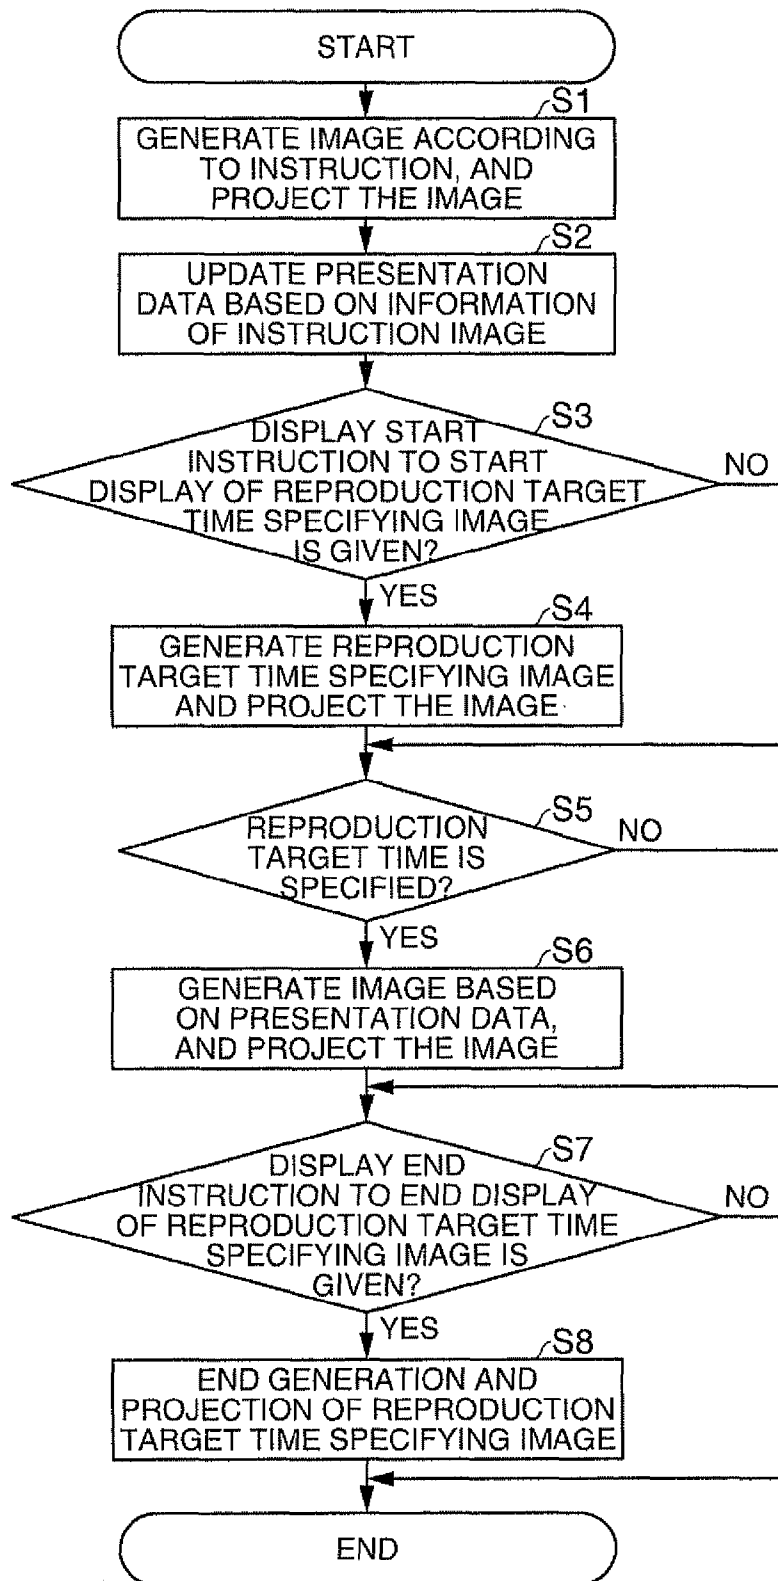 START
S1
GENERATE IMAGE ACCORDING
TO INSTRUCTION, AND
PROJECT THE IMAGE
S2
UPDATE PRESENTATION
DATA BASED ON INFORMATION
OF INSTRUCTION IMAGE
S3
DISPLAY START
INSTRUCTION TO START
DISPLAY OF REPRODUCTION TARGET
TIME SPECIFYING IMAGE
IS GIVEN?
NO
YES
S4
GENERATE REPRODUCTION
TARGET TIME SPECIFYING IMAGE
AND PROJECT THE IMAGE
S5
REPRODUCTION
TARGET TIME IS
SPECIFIED?
NO
YES
S6
GENERATE IMAGE BASED
ON PRESENTATION DATA,
AND PROJECT THE IMAGE
S7
DISPLAY END
INSTRUCTION TO END DISPLAY
OF REPRODUCTION TARGET TIME
SPECIFYING IMAGE IS
GIVEN?
NO
YES
S8
END GENERATION AND
PROJECTION OF REPRODUCTION
TARGET TIME SPECIFYING IMAGE
END